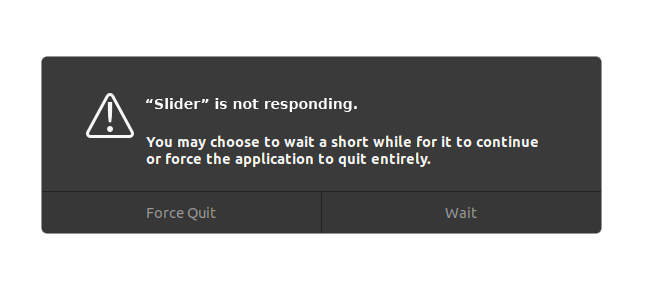 “Slider” is not responding.
You may choose to wait a short while for it to continue
or force the application to quit entirely.
Force Quit
Wait